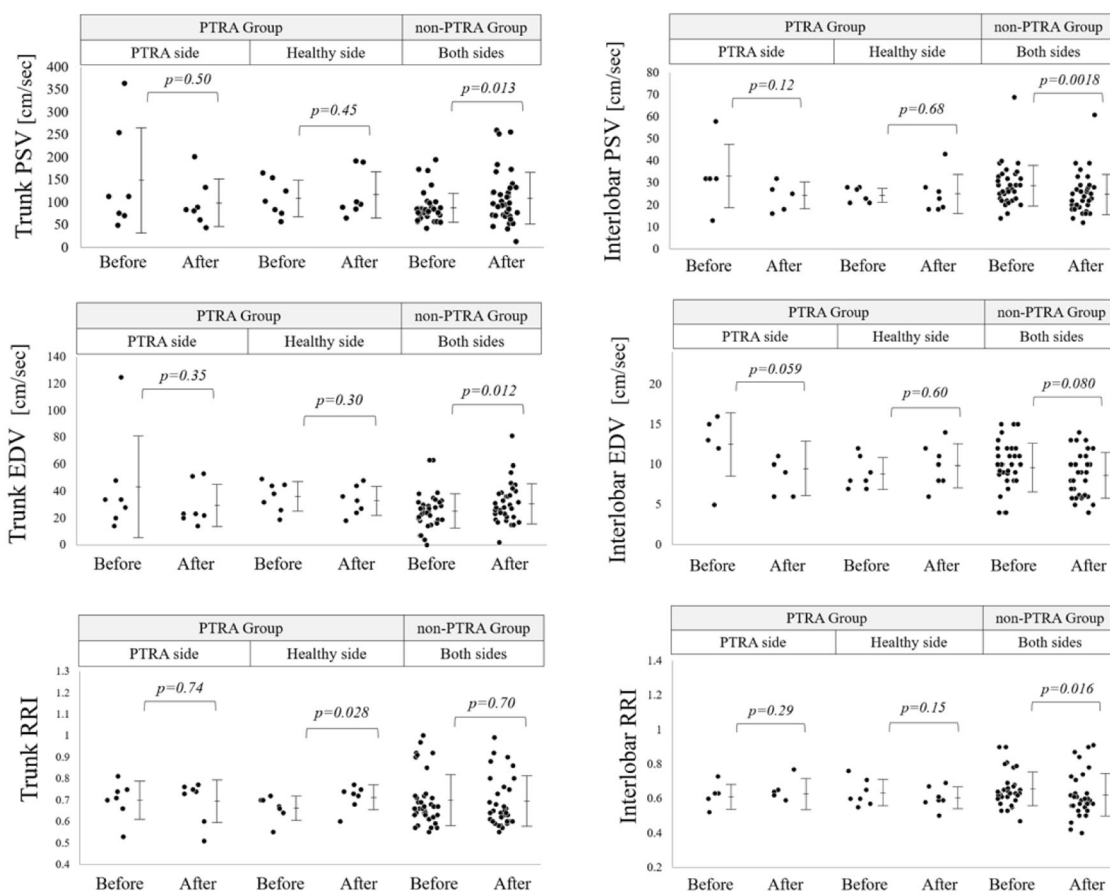 PTRA Group non-PTRA Group
PTRA side Healthy side Both sides
Trunk PSV [cm/sec]
400
350
300
250
200
150
100
50
0
p=0.50
p=0.45
p=0.013
Before After Before After Before After
PTRA Group non-PTRA Group
PTRA side Healthy side Both sides
Interlobar PSV [cm/sec]
80
70
60
50
40
30
20
10
0
p=0.12
p=0.68
p=0.0018
Before After Before After Before After
PTRA Group non-PTRA Group
PTRA side Healthy side Both sides
Trunk EDV [cm/sec]
140
120
100
80
60
40
20
0
p=0.35
p=0.30
p=0.012
Before After Before After Before After
PTRA Group non-PTRA Group
PTRA side Healthy side Both sides
Interlobar EDV [cm/sec]
20
15
10
5
0
p=0.059
p=0.60
p=0.080
Before After Before After Before After
PTRA Group non-PTRA Group
PTRA side Healthy side Both sides
Trunk RRI
1.3
1.2
1.1
1
0.9
0.8
0.7
0.6
0.5
0.4
p=0.74
p=0.028
p=0.70
Before After Before After Before After
PTRA Group non-PTRA Group
PTRA side Healthy side Both sides
Interlobar RRI
1.4
1.2
1
0.8
0.6
0.4
0.2
p=0.29
p=0.15
p=0.016
Before After Before After Before After